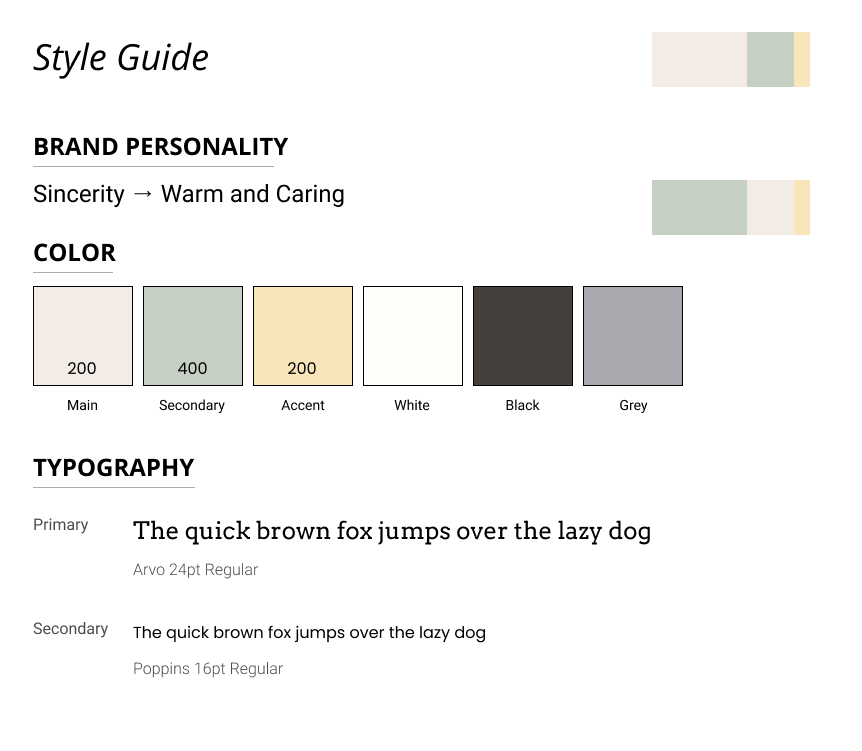 Style Guide
BRAND PERSONALITY
Sincerity → Warm and Caring
COLOR
200 400 200
Main Secondary Accent White Black Grey
TYPOGRAPHY
Primary The quick brown fox jumps over the lazy dog
Arvo 24pt Regular
Secondary The quick brown fox jumps over the lazy dog
Poppins 16pt Regular